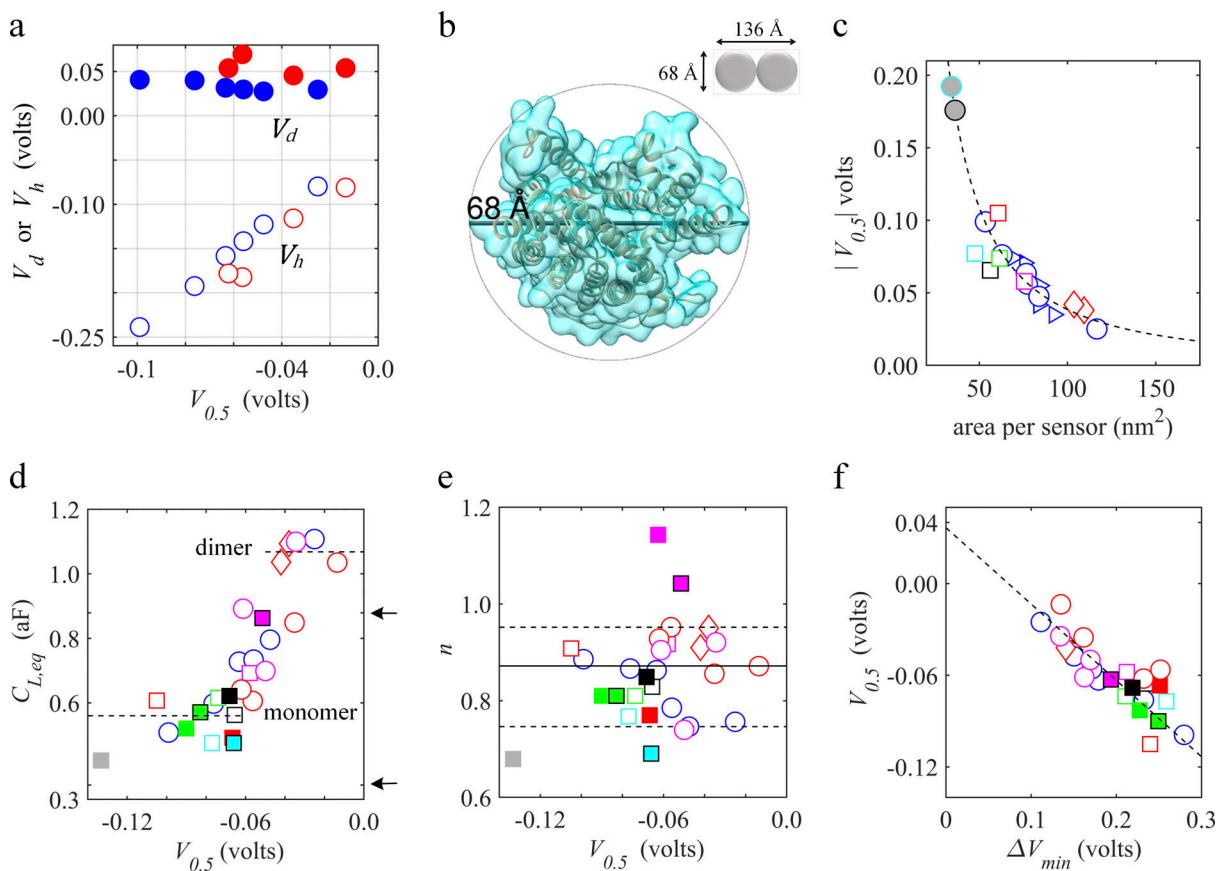 a
V_d or V_h (volts)
0.05
0.00
-0.10
-0.25
V_d
V_h
-0.1
-0.04
0.0
V_0.5 (volts)
b
136 Å
68 Å
68 Å
c
| V_0.5| volts
0.20
0.15
0.10
0.05
0.00
50
100
150
area per sensor (nm²)
d
C_L,eq (aF)
1.2
1.0
0.8
0.6
0.3
dimer
monomer
-0.12
-0.06
0.0
V_0.5 (volts)
e
n
1.2
1.0
0.8
0.6
-0.12
-0.06
0.0
V_0.5 (volts)
f
V_0.5 (volts)
0.04
0.00
-0.06
-0.12
0
0.1
0.2
0.3
ΔV_min (volts)